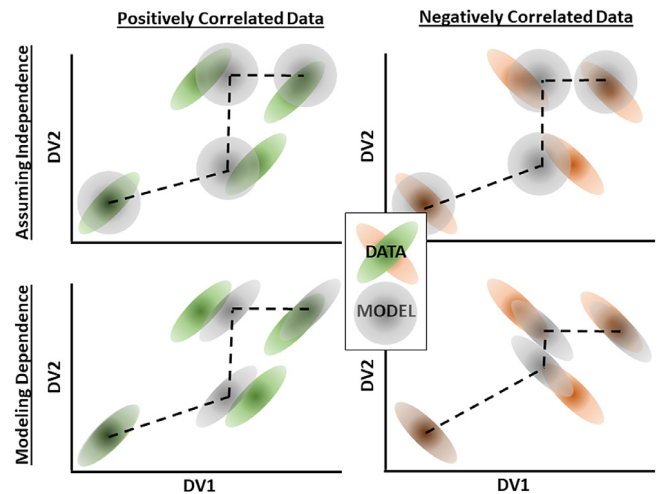 Positively Correlated Data
Negatively Correlated Data
Assuming Independence
DV2
DV2
DATA
MODEL
Modeling Dependence
DV2
DV2
DV1
DV1